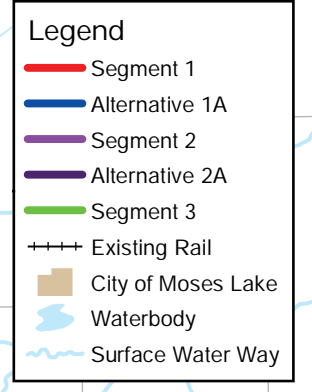 Legend
Segment 1
Alternative 1A
Segment 2
Alternative 2A
Segment 3
Existing Rail
City of Moses Lake
Waterbody
Surface Water Way